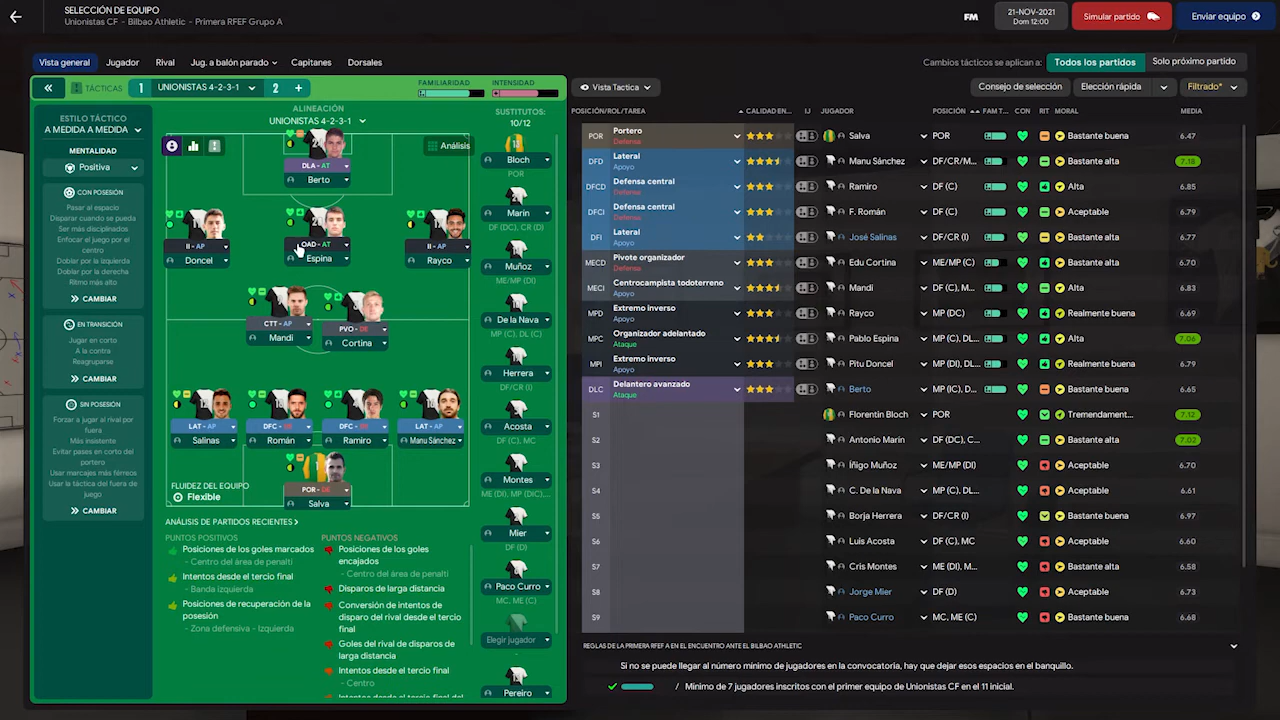 SELECCIÓN DE EQUIPO
Unionistas CF - Bilbao Athletic - Primera RFEF Grupo A
FM
21-NOV-2021
Dom 12:00
Simular partido
Enviar equipo
Vista general
Jugador
Rival
Jug. a balón parado
Capitanes
Dorsales
Cambios tácticos se aplican a:
Todos los partidos
Solo próximo partido
TÁCTICAS
1
UNIONISTAS 4-2-3-1
2
+
FAMILIARIDAD
INTENSIDAD
ESTILO TÁCTICO
A MEDIDA A MEDIDA
MENTALIDAD
Positiva
CON POSESIÓN
Pasar al espacio
Disparar cuando se pueda
Ser más disciplinados
Enfocar el juego por el
centro
Doblar por la izquierda
Doblar por la derecha
Ritmo más alto
CAMBIAR
EN TRANSICIÓN
Jugar en corto
A la contra
Reagruparse
CAMBIAR
SIN POSESIÓN
Forzar a jugar al rival por
fuera
Más insistente
Evitar pases en corto del
portero
Usar marcajes más férreos
Usar la táctica del fuera de
juego
CAMBIAR
ALINEACIÓN
UNIONISTAS 4-2-3-1
Análisis
DLA - AT
Berto
II - AP
Doncel
OAD - AT
Espina
II - AP
Rayco
CTT - AP
Mandi
PVO - DE
Cortina
LAT - AP
Salinas
DFC - DE
Román
DFC - DE
Ramiro
LAT - AP
Manu Sánchez
POR - DE
Salva
FLUIDEZ DEL EQUIPO
Flexible
ANÁLISIS DE PARTIDOS RECIENTES
PUNTOS POSITIVOS
Posiciones de los goles marcados
- Centro del área de penalti
Intentos desde el tercio final
- Banda izquierda
Posiciones de recuperación de la
posesión
- Zona defensiva - Izquierda
PUNTOS NEGATIVOS
Posiciones de los goles
encajados
- Centro del área de penalti
Disparos de larga distancia
Conversión de intentos de
disparo del rival desde el tercio
final
Goles del rival de disparos de
larga distancia
Intentos desde el tercio final
- Centro
Intentos desde el tercio final del
SUSTITUTOS:
10/12
Bloch
POR
Marín
DF (DC), CR (D)
Muñoz
ME/MP (DI)
De la Nava
MP (C), DL (C)
Herrera
DF/CR (I)
Acosta
DF (C), MC
Montes
ME (DI), MP (DIC),...
Mier
DF (D)
Paco Curro
MC, ME (C)
Elegir jugador
-
Pereiro
Vista Tactica
Consejo de selección
Elección rápida
Filtrado*
POSICIÓN/ROL/TAREA CALIDAD EN... IJ JUGADOR POSICIÓN FAM T... CON RIT MORAL MEDIA
POR Portero Defensa Salva POR Bastante buena 6.47
DFD Lateral Apoyo Manu Sánchez DF/CR/M... Bastante alta 7.18
DFCD Defensa central Defensa Ramiro DF (C) Alta 6.85
DFCI Defensa central Defensa F. Román DF (C) Aceptable 6.79
DFI Lateral Apoyo José Salinas DF/CR (I) Alta 6.77
MECD Pivote organizador Defensa Edu Cortina ME/MP (C) Bastante alta 6.70
MECI Centrocampista todoterreno Apoyo Mandi DF (C), M... Alta 6.83
MPD Extremo inverso Apoyo Rayco ME/MP (... Realmente buena 6.89
MPC Organizador adelantado Ataque Pablo Espina MP (C), D... Bastante alta 7.06
MPI Extremo inverso Apoyo Pitu Doncel MP (C), DL... Realmente buena 6.79
DLC Delantero avanzado Ataque Berto MP (IC), D... Bastante buena 6.65
S1 Florentin Bloch POR Tremendament... 7.12
S2 Antonio Marín DF (C), D... Bastante buena 7.02
S3 Íñigo Muñoz ME/MP (DI) Aceptable 6.70
S4 C. De la Nava MP (C), DL... Aceptable 6.70
S5 Borja Herrera DF/CR (I) Bastante buena 6.97
S6 Luis Acosta DF (C), MC Aceptable 6.60
S7 Cris Montes ME (DI), M... Bastante buena 6.58
S8 Jorge Mier DF (D) Aceptable 6.73
S9 Paco Curro MC, ME (C) Aceptable 6.68
REGLAS DE LA PRIMERA RFEF A EN EL ENCUENTRO ANTE EL BILBAO ATHLETIC
Si no se puede llegar al número mínimo de jugadores en la convocatoria, hay que dejar esos espacios en el banquillo.
/ Mínimo de 7 jugadores inscritos con el primer equipo de Unionistas CF en el 11 inicial.